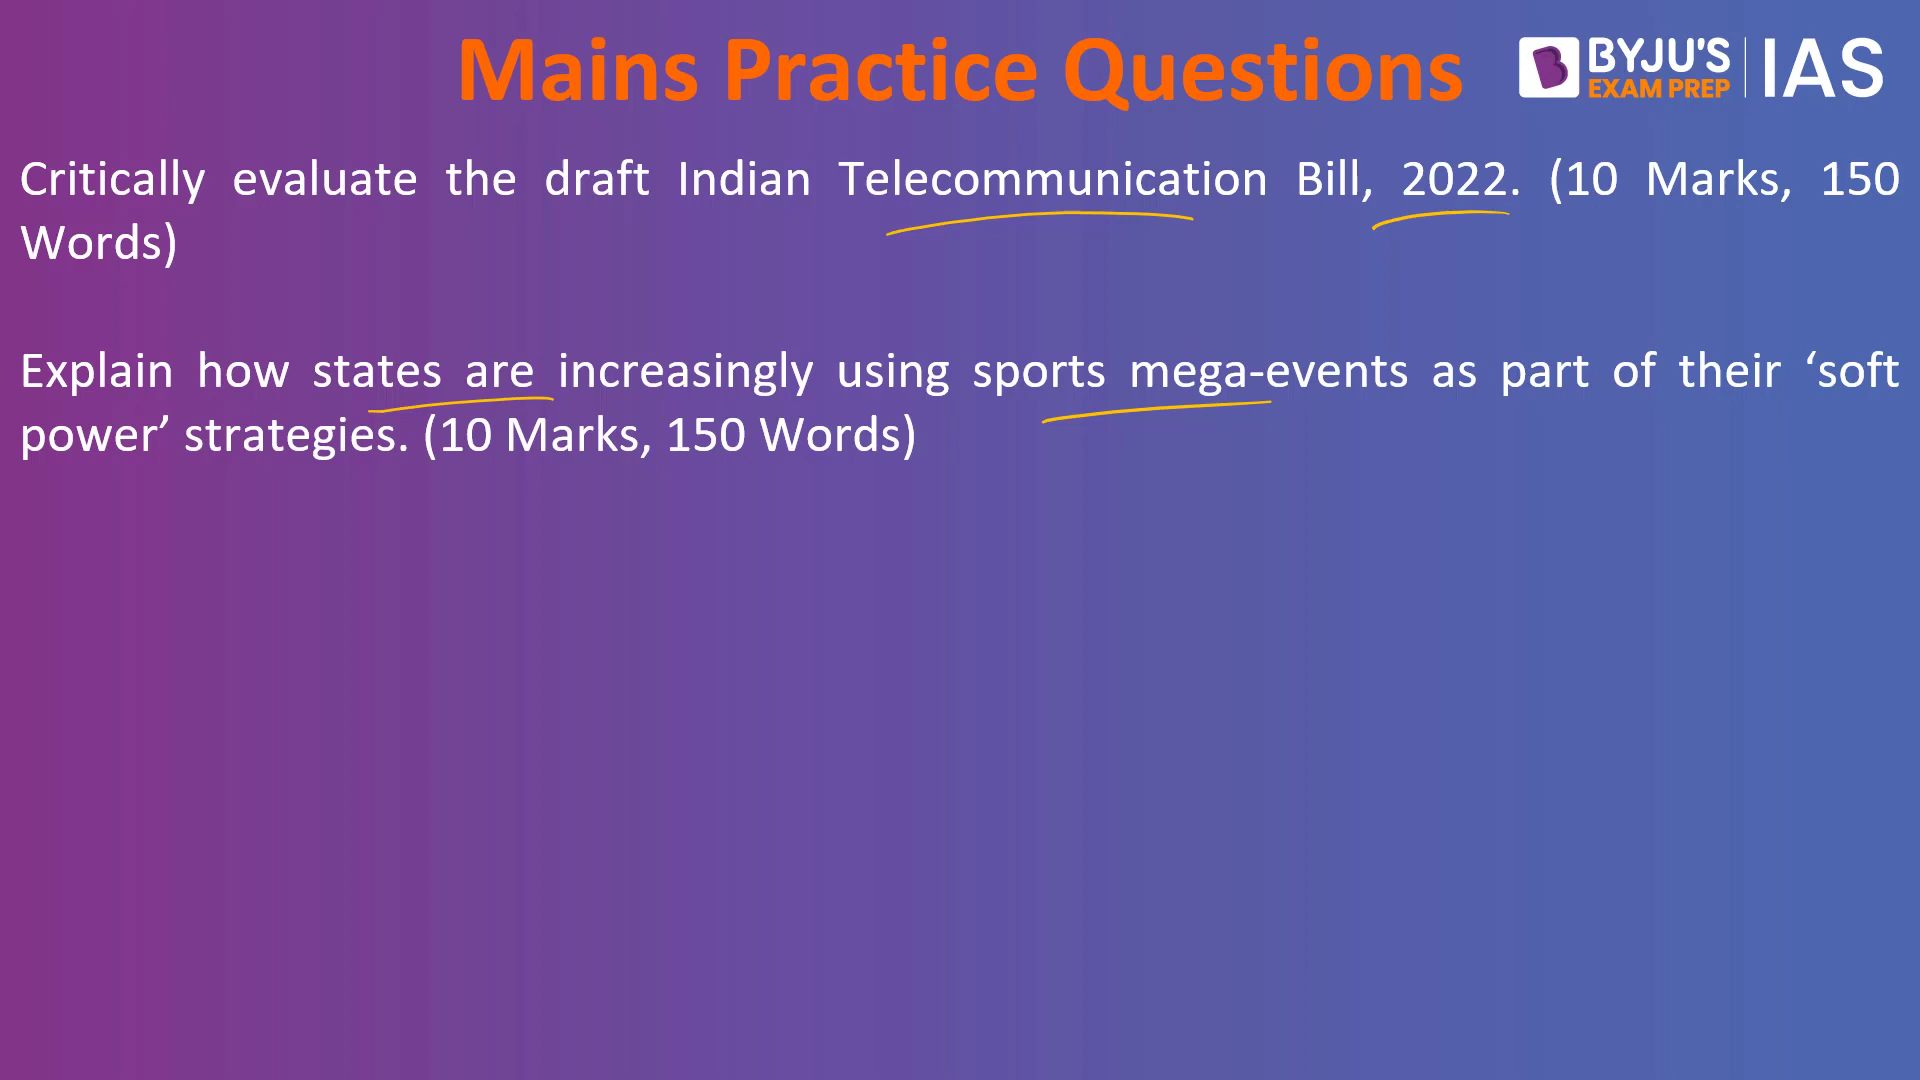 Mains Practice Questions
BYJU'S
EXAM PREP
IAS
Critically evaluate the draft Indian Telecommunication Bill, 2022. (10 Marks, 150
Words)
Explain how states are increasingly using sports mega-events as part of their ‘soft
power’ strategies. (10 Marks, 150 Words)